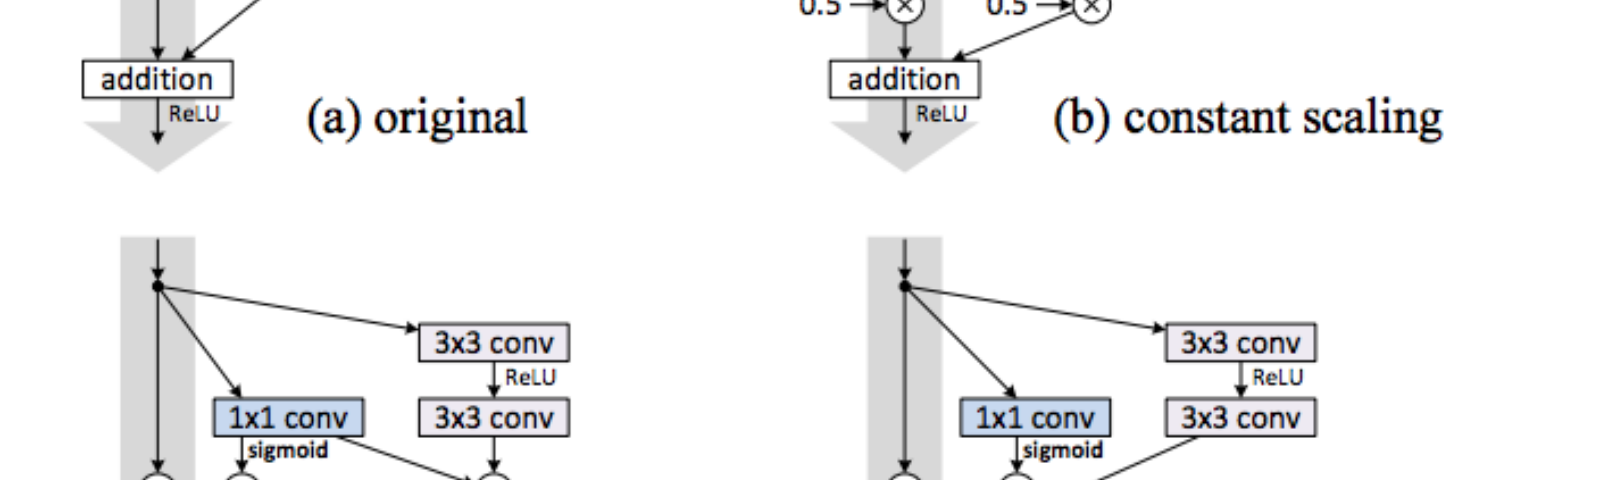 0.5 0.5
addition addition
ReLU ReLU
(a) original (b) constant scaling
3x3 conv 3x3 conv
ReLU ReLU
1x1 conv 3x3 conv 1x1 conv 3x3 conv
sigmoid sigmoid